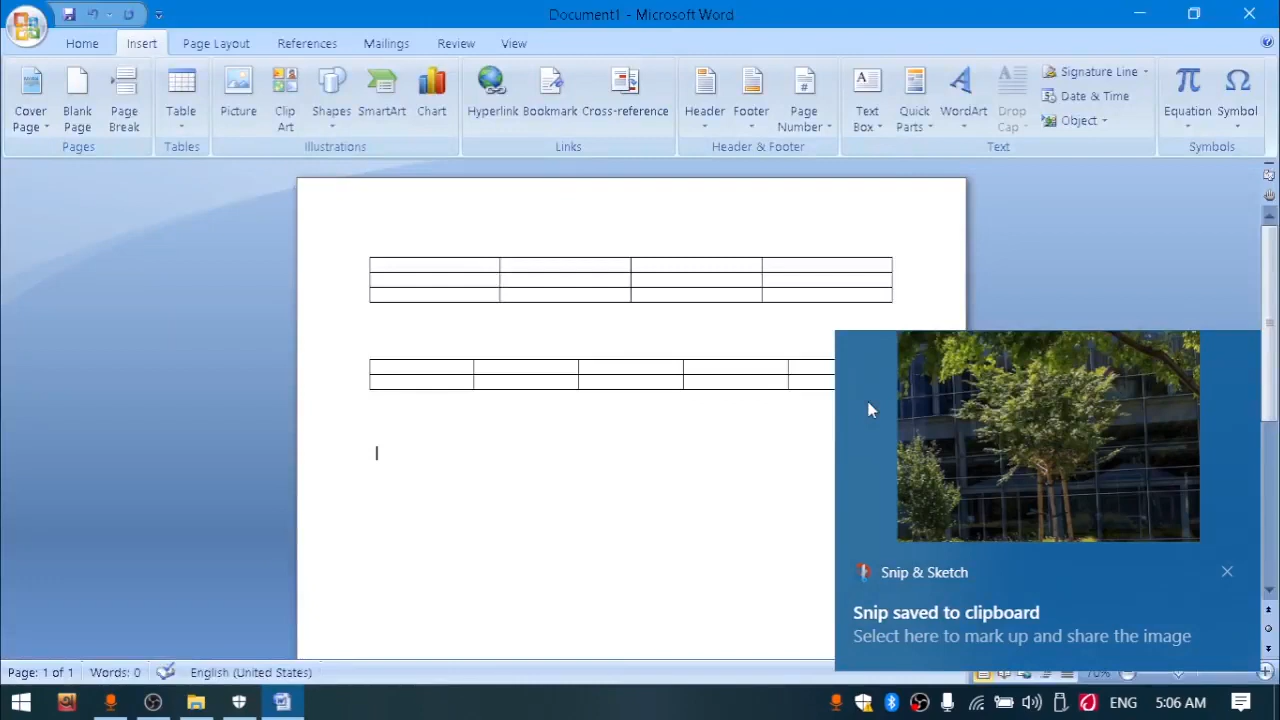 Document1 - Microsoft Word
Home Insert Page Layout References Mailings Review View
Cover Page Blank Page Page Break Table Picture Clip Art Shapes SmartArt Chart Hyperlink Bookmark Cross-reference Header Footer Page Number Text Box Quick Parts WordArt Drop Cap Signature Line Equation Symbol
Date & Time
Object
Pages Tables Illustrations Links Header & Footer Text Symbols
Snip & Sketch
Snip saved to clipboard
Select here to mark up and share the image
Page: 1 of 1 Words: 0 English (United States) 70%
ENG 5:06 AM